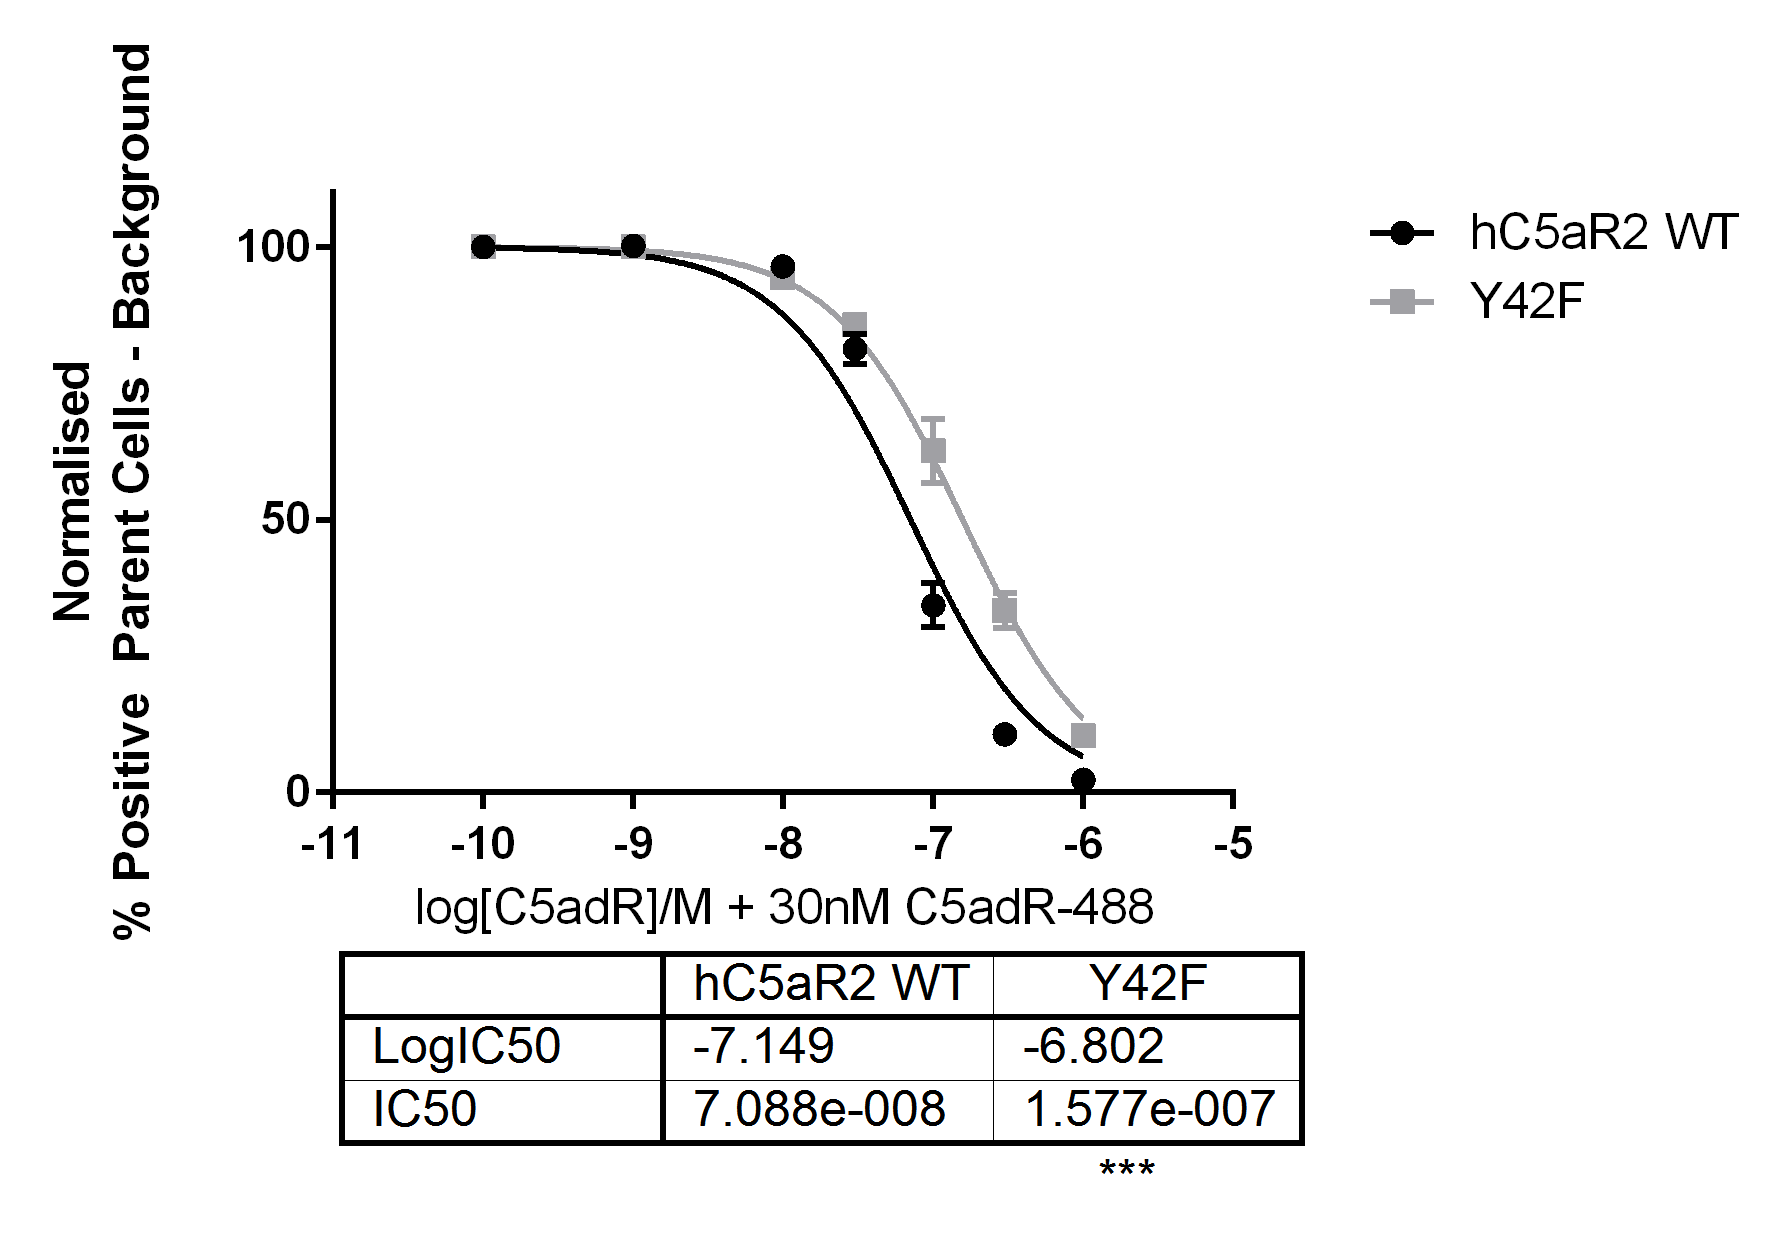 Normalised
% Positive Parent Cells - Background
100
50
0
-11 -10 -9 -8 -7 -6 -5
log[C5adR]/M + 30nM C5adR-488
hC5aR2 WT
Y42F
hC5aR2 WT Y42F
LogIC50 -7.149 -6.802
IC50 7.088e-008 1.577e-007
***